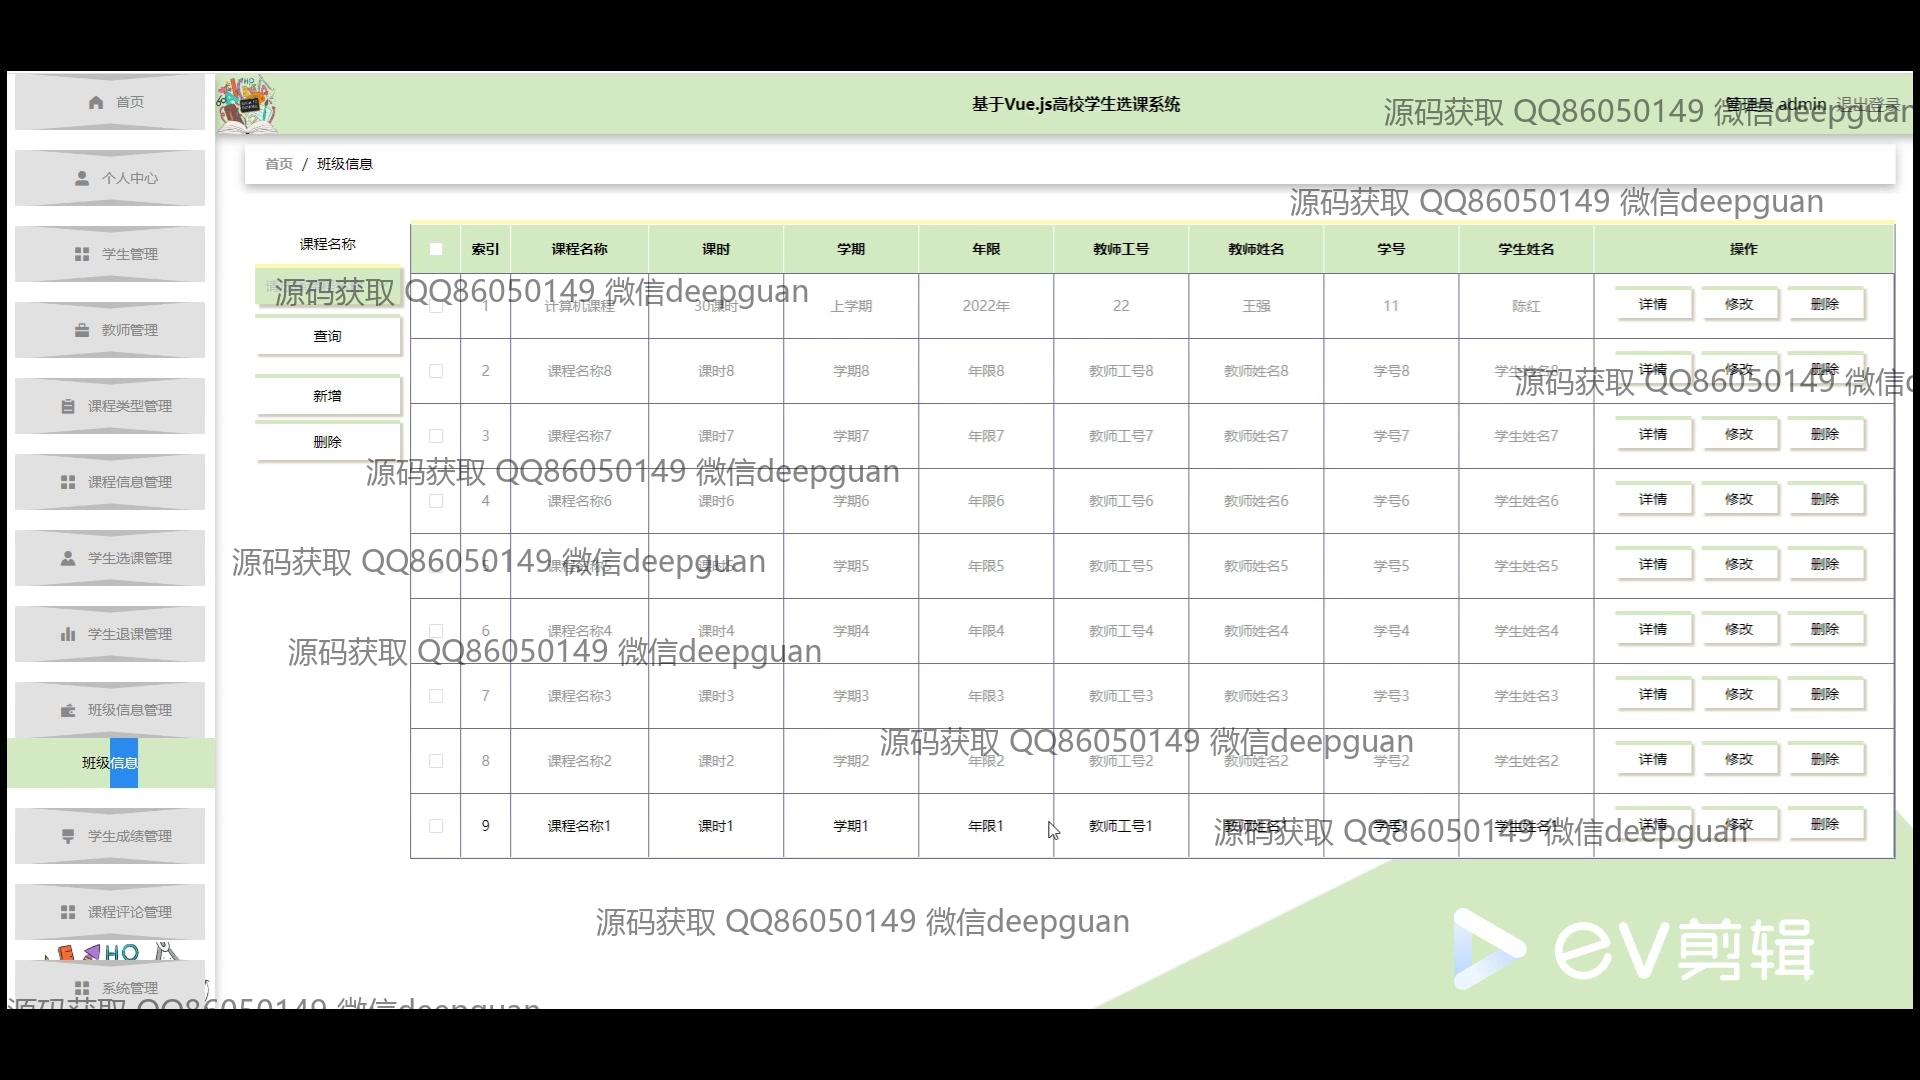 首页
个人中心
学生管理
教师管理
课程类型管理
课程信息管理
学生选课管理
学生退课管理
班级信息管理
班级信息
学生成绩管理
课程评论管理
系统管理
基于Vue.js高校学生选课系统
管理员 admin 退出登录
首页 / 班级信息
课程名称
查询
新增
删除
索引 课程名称 课时 学期 年限 教师工号 教师姓名 学号 学生姓名 操作
1 计算机课程 30课时 上学期 2022年 22 王强 11 陈红 详情 修改 删除
2 课程名称8 课时8 学期8 年限8 教师工号8 教师姓名8 学号8 学生姓名8 详情 修改 删除
3 课程名称7 课时7 学期7 年限7 教师工号7 教师姓名7 学号7 学生姓名7 详情 修改 删除
4 课程名称6 课时6 学期6 年限6 教师工号6 教师姓名6 学号6 学生姓名6 详情 修改 删除
5 课程名称5 课时5 学期5 年限5 教师工号5 教师姓名5 学号5 学生姓名5 详情 修改 删除
6 课程名称4 课时4 学期4 年限4 教师工号4 教师姓名4 学号4 学生姓名4 详情 修改 删除
7 课程名称3 课时3 学期3 年限3 教师工号3 教师姓名3 学号3 学生姓名3 详情 修改 删除
8 课程名称2 课时2 学期2 年限2 教师工号2 教师姓名2 学号2 学生姓名2 详情 修改 删除
9 课程名称1 课时1 学期1 年限1 教师工号1 教师姓名1 学号1 学生姓名1 详情 修改 删除
源码获取 QQ86050149 微信deepguan
源码获取 QQ86050149 微信deepguan
源码获取 QQ86050149 微信deepguan
源码获取 QQ86050149 微信d
源码获取 QQ86050149 微信deepguan
源码获取 QQ86050149 微信deepguan
源码获取 QQ86050149 微信deepguan
源码获取 QQ86050149 微信deepguan
源码获取 QQ86050149 微信deepguan
源码获取 QQ86050149 微信deepguan
源码获取 QQ86050149 微信deepguan
EV剪辑